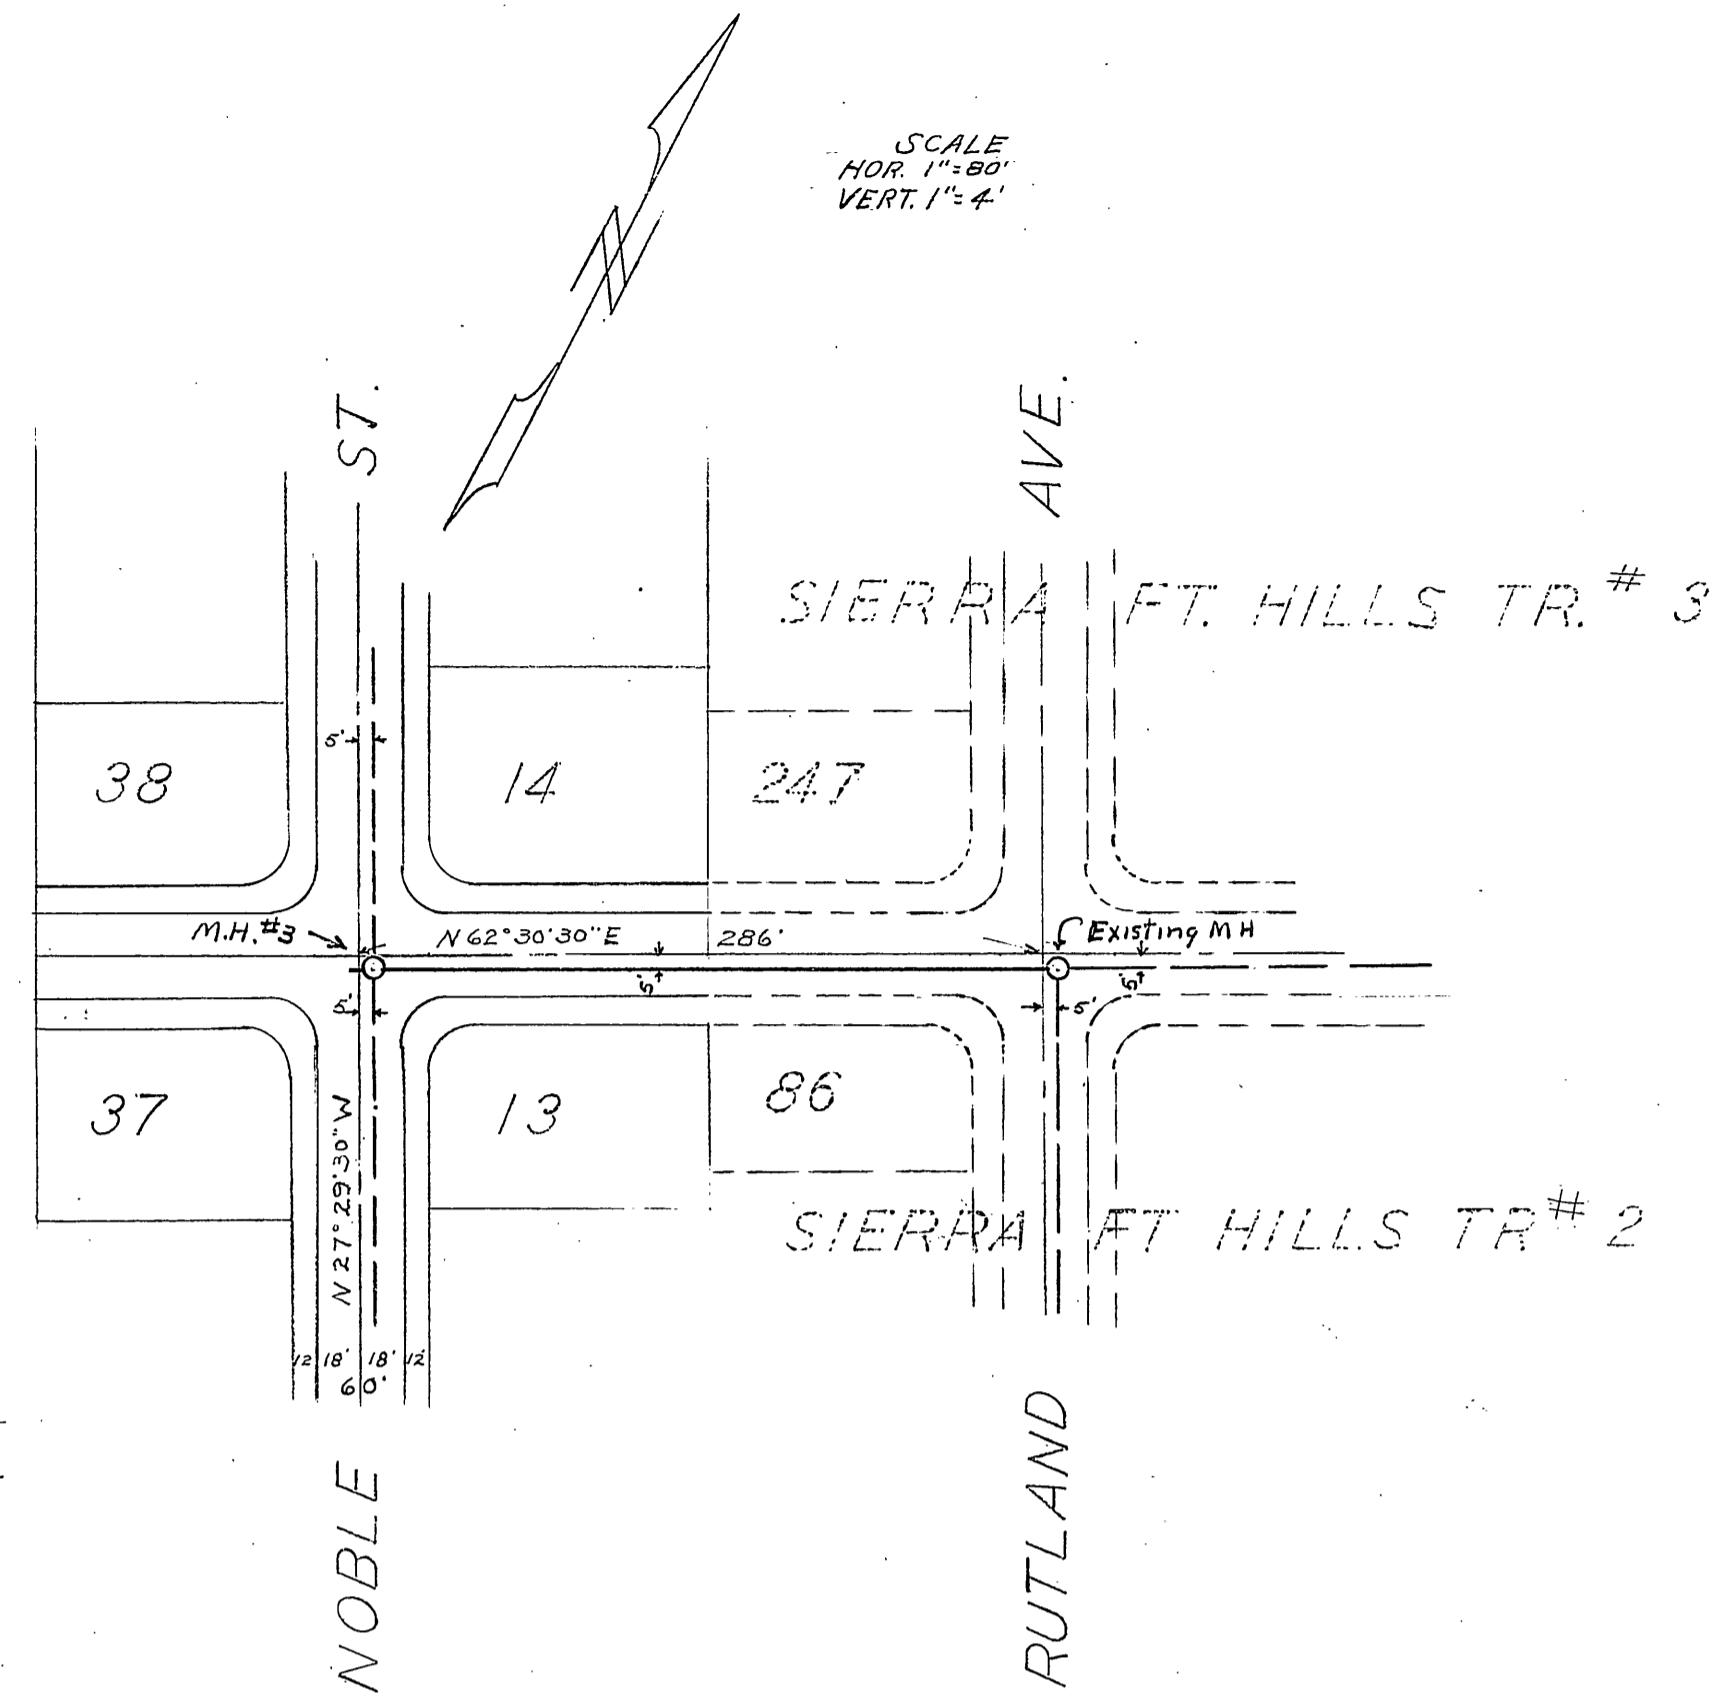 SCALE
HOR. 1"=80'
VERT. 1"=4'
N
ST.
AVE.
SIERRA FT. HILLS TR. # 3
5'
38
14
247
M.H. #3
N 62° 30' 30" E
286'
Existing MH
5'
5'
5'
5'
37
13
86
N 27° 29' 30" W
SIERRA FT HILLS TR # 2
12 18' 18' 12'
60'
NOBLE
RUTLAND